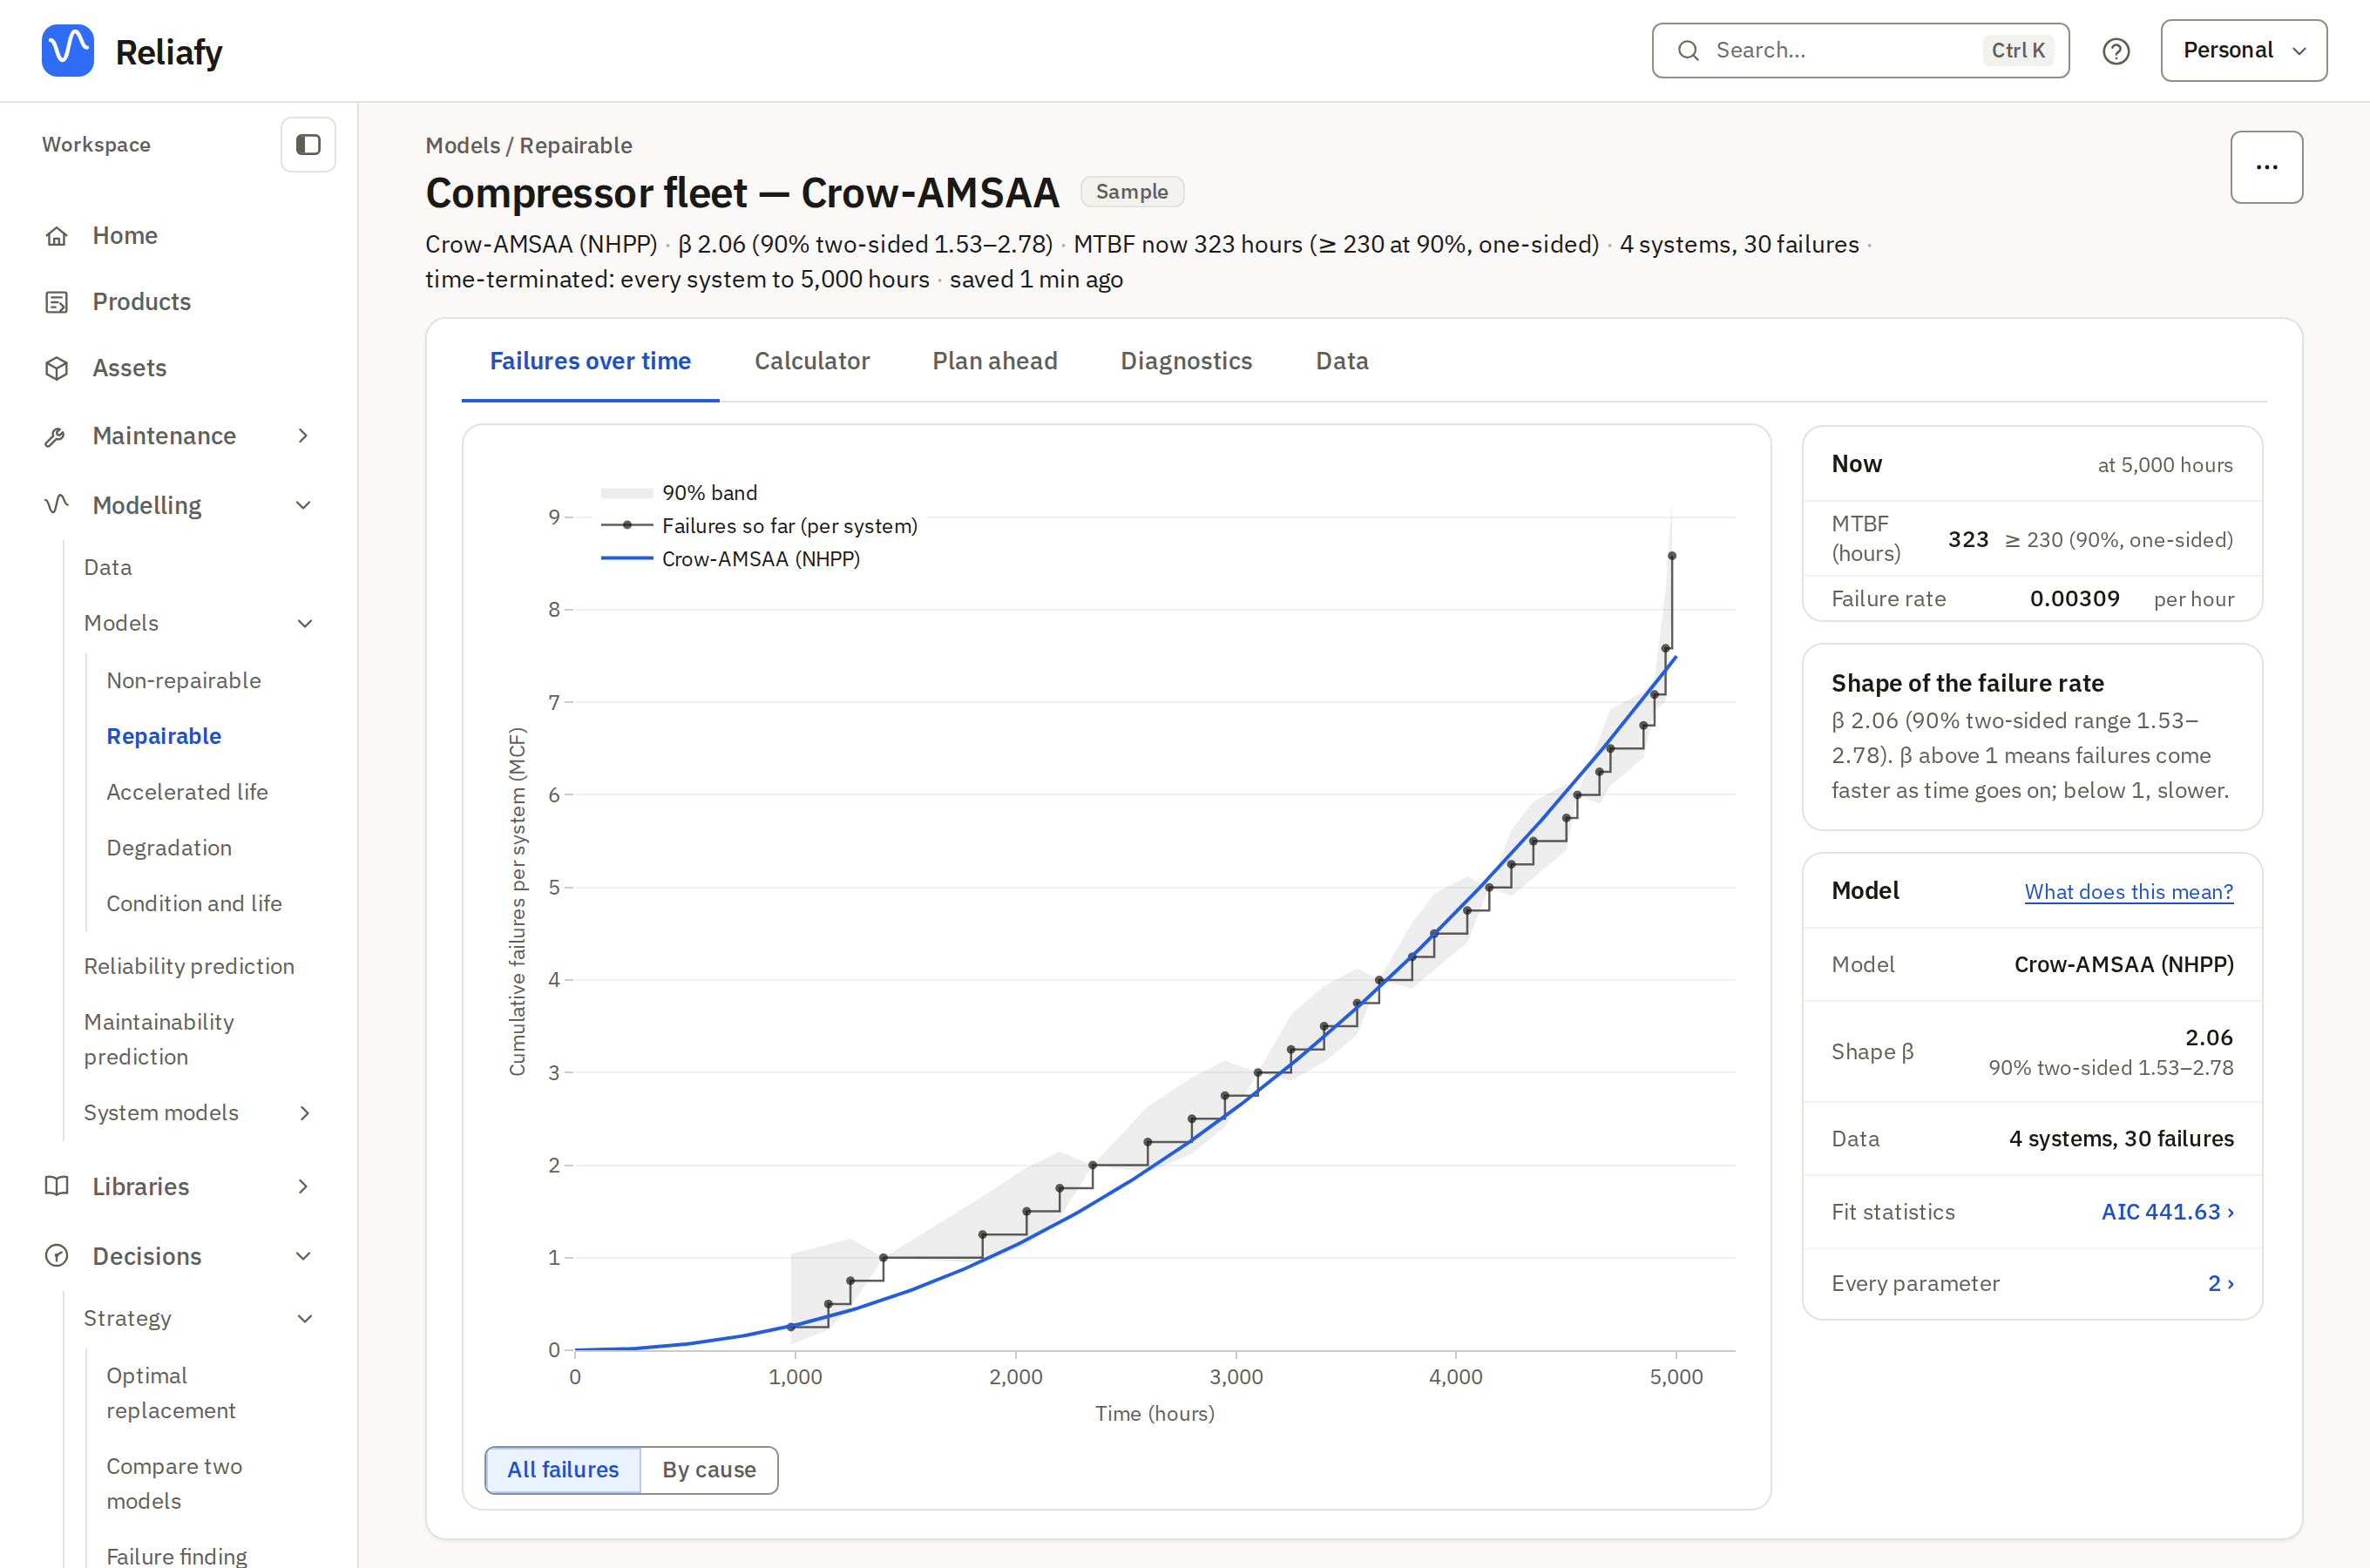 Reliafy
Search...
Ctrl K
Personal
Workspace
Home
Products
Assets
Maintenance
Modelling
Data
Models
Non-repairable
Repairable
Accelerated life
Degradation
Condition and life
Reliability prediction
Maintainability
prediction
System models
Libraries
Decisions
Strategy
Optimal
replacement
Compare two
models
Failure finding
Models / Repairable
Compressor fleet — Crow-AMSAA
Sample
Crow-AMSAA (NHPP) · β 2.06 (90% two-sided 1.53–2.78) · MTBF now 323 hours (≥ 230 at 90%, one-sided) · 4 systems, 30 failures ·
time-terminated: every system to 5,000 hours · saved 1 min ago
Failures over time
Calculator
Plan ahead
Diagnostics
Data
90% band
Failures so far (per system)
Crow-AMSAA (NHPP)
Cumulative failures per system (MCF)
9
8
7
6
5
4
3
2
1
0
0
1,000
2,000
3,000
4,000
5,000
Time (hours)
All failures
By cause
Now
at 5,000 hours
MTBF
(hours)
323
≥ 230 (90%, one-sided)
Failure rate
0.00309
per hour
Shape of the failure rate
β 2.06 (90% two-sided range 1.53–
2.78). β above 1 means failures come
faster as time goes on; below 1, slower.
Model
What does this mean?
Model
Crow-AMSAA (NHPP)
Shape β
2.06
90% two-sided 1.53–2.78
Data
4 systems, 30 failures
Fit statistics
AIC 441.63 ›
Every parameter
2 ›